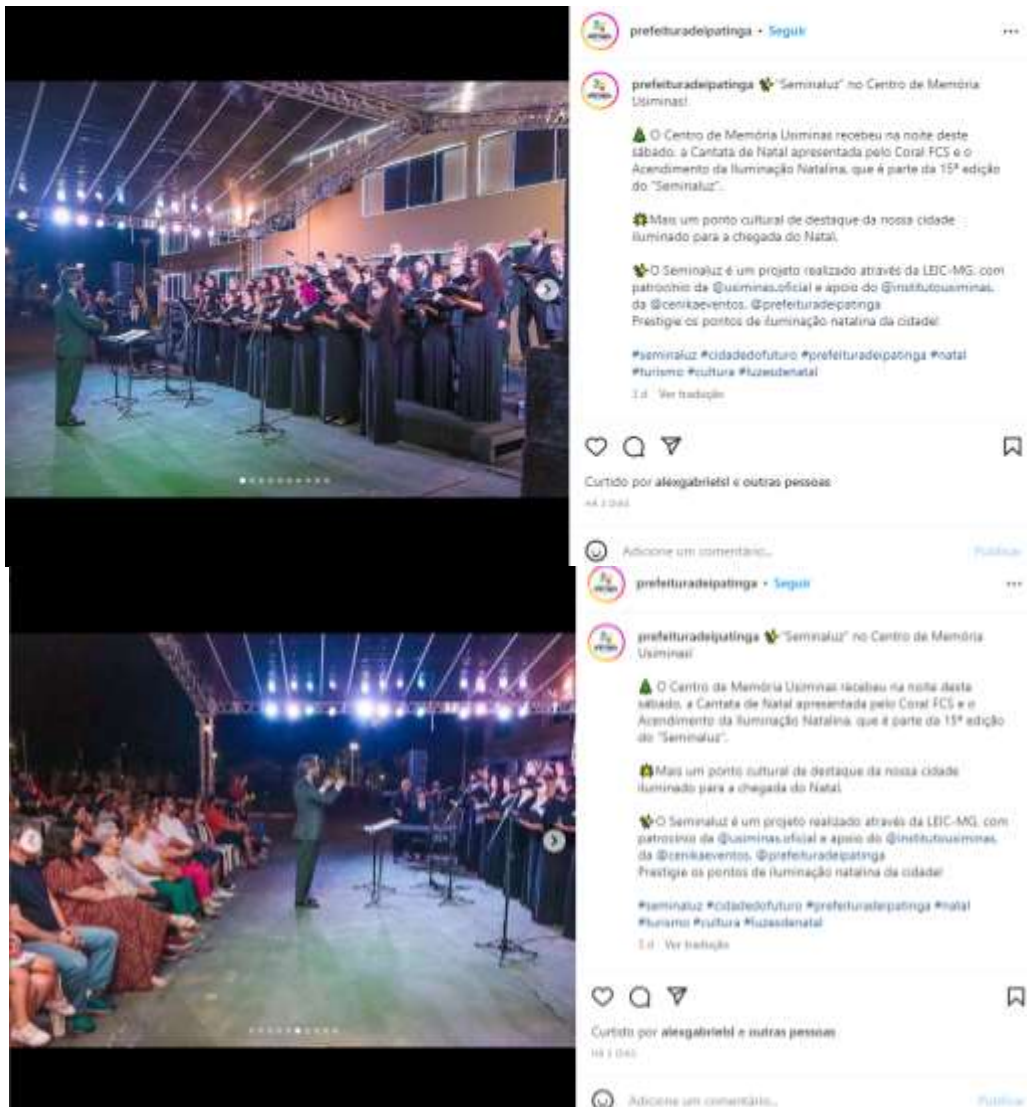 prefeituradeipatinga • Seguir
prefeituradeipatinga "Seminaluz" no Centro de Memória
Usiminas!
O Centro de Memória Usiminas recebeu na noite deste
sábado, a Cantata de Natal apresentada pelo Coral FCS e o
Acendimento da Iluminação Natalina, que é parte da 15ª edição
do "Seminaluz".
Mais um ponto cultural de destaque da nossa cidade
iluminado para a chegada do Natal.
O Seminaluz é um projeto realizado através da LEIC-MG, com
patrocínio da @usiminas.oficial e apoio do @institutousiminas,
da @cenikaeventos, @prefeituradeipatinga
Prestigie os pontos de iluminação natalina da cidade!
#seminaluz #cidadedofuturo #prefeituradeipatinga #natal
#turismo #cultura #luzesdenatal
Ver tradução
Curtido por alexgabrielsl e outras pessoas
DIAS
Adicione um comentário... Publicar
prefeituradeipatinga • Seguir
prefeituradeipatinga "Seminaluz" no Centro de Memória
Usiminas!
O Centro de Memória Usiminas recebeu na noite deste
sábado, a Cantata de Natal apresentada pelo Coral FCS e o
Acendimento da Iluminação Natalina, que é parte da 15ª edição
do "Seminaluz".
Mais um ponto cultural de destaque da nossa cidade
iluminado para a chegada do Natal.
O Seminaluz é um projeto realizado através da LEIC-MG, com
patrocínio da @usiminas.oficial e apoio do @institutousiminas,
da @cenikaeventos, @prefeituradeipatinga
Prestigie os pontos de iluminação natalina da cidade!
#seminaluz #cidadedofuturo #prefeituradeipatinga #natal
#turismo #cultura #luzesdenatal
Ver tradução
Curtido por alexgabrielsl e outras pessoas
DIAS
Adicione um comentário... Publicar